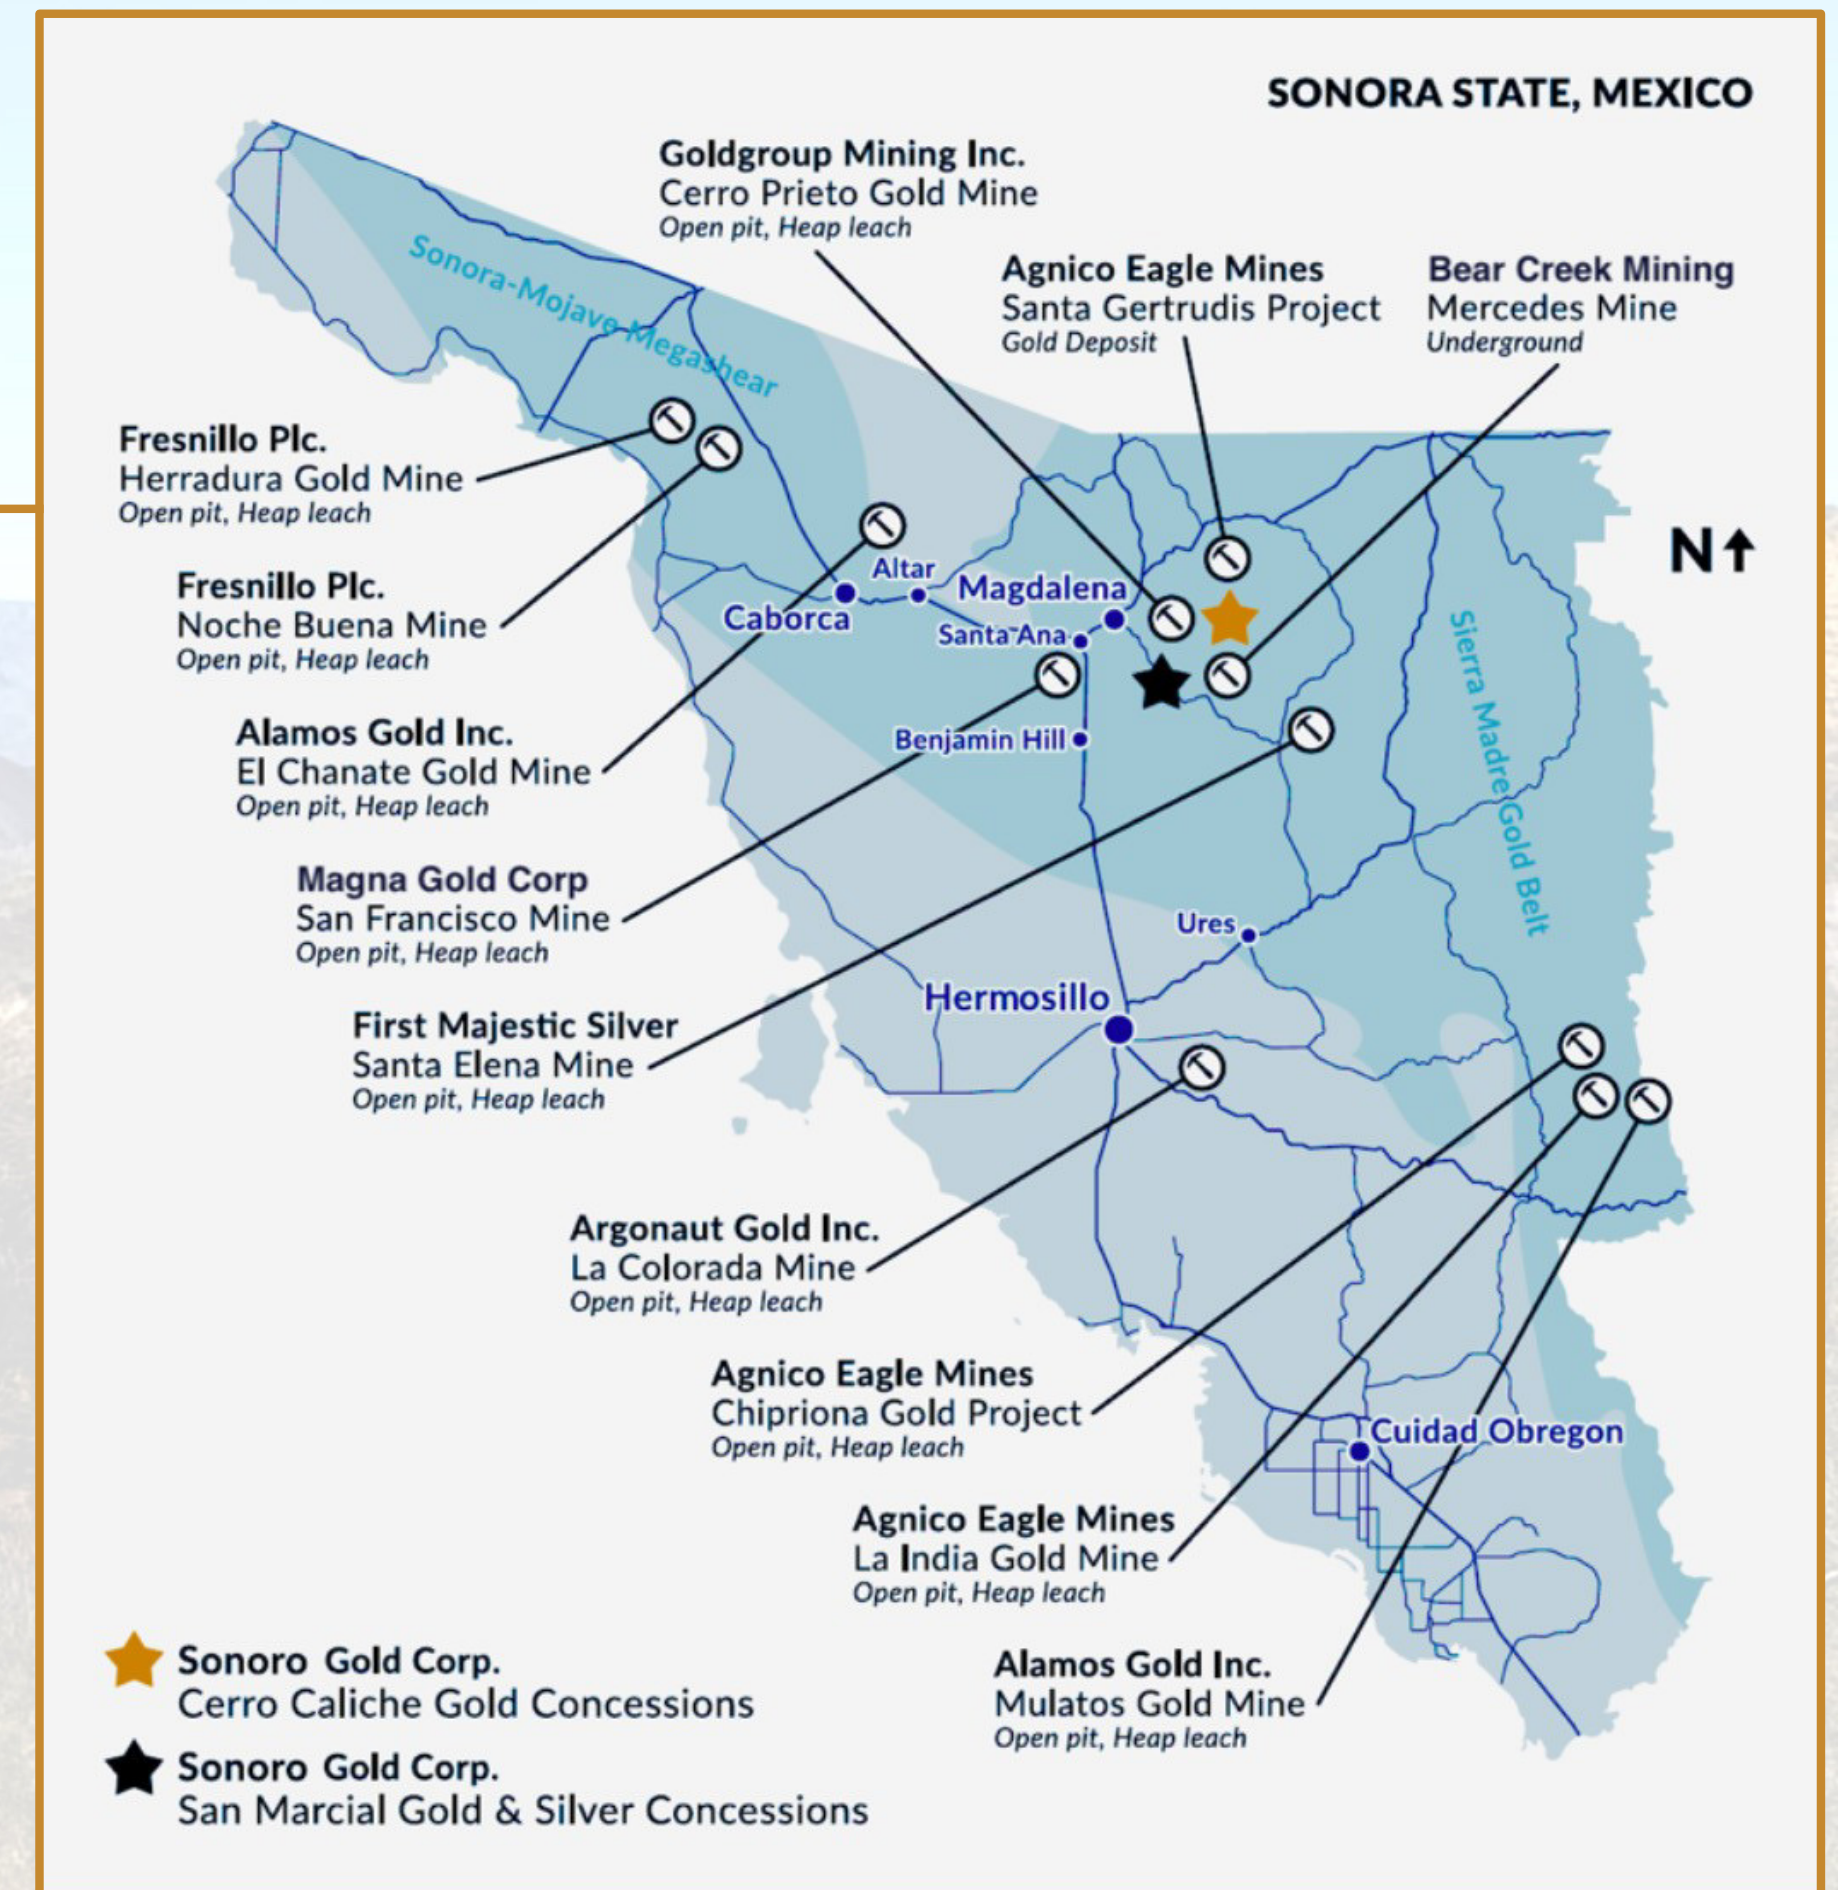 SONORA STATE, MEXICO
Goldgroup Mining Inc.
Cerro Prieto Gold Mine
Open pit, Heap leach
Agnico Eagle Mines
Santa Gertrudis Project
Gold Deposit
Bear Creek Mining
Mercedes Mine
Underground
Sonora-Mojave Megashear
Fresnillo Plc.
Herradura Gold Mine
Open pit, Heap leach
N
Fresnillo Plc.
Noche Buena Mine
Open pit, Heap leach
Altar
Magdalena
Caborca
Santa Ana
Sierra Madre Gold Belt
Alamos Gold Inc.
El Chanate Gold Mine
Open pit, Heap leach
Benjamin Hill
Magna Gold Corp
San Francisco Mine
Open pit, Heap leach
Ures
Hermosillo
First Majestic Silver
Santa Elena Mine
Open pit, Heap leach
Argonaut Gold Inc.
La Colorada Mine
Open pit, Heap leach
Agnico Eagle Mines
Chipriona Gold Project
Open pit, Heap leach
Cuidad Obregon
Agnico Eagle Mines
La India Gold Mine
Open pit, Heap leach
Alamos Gold Inc.
Mulatos Gold Mine
Open pit, Heap leach
Sonoro Gold Corp.
Cerro Caliche Gold Concessions
Sonoro Gold Corp.
San Marcial Gold & Silver Concessions